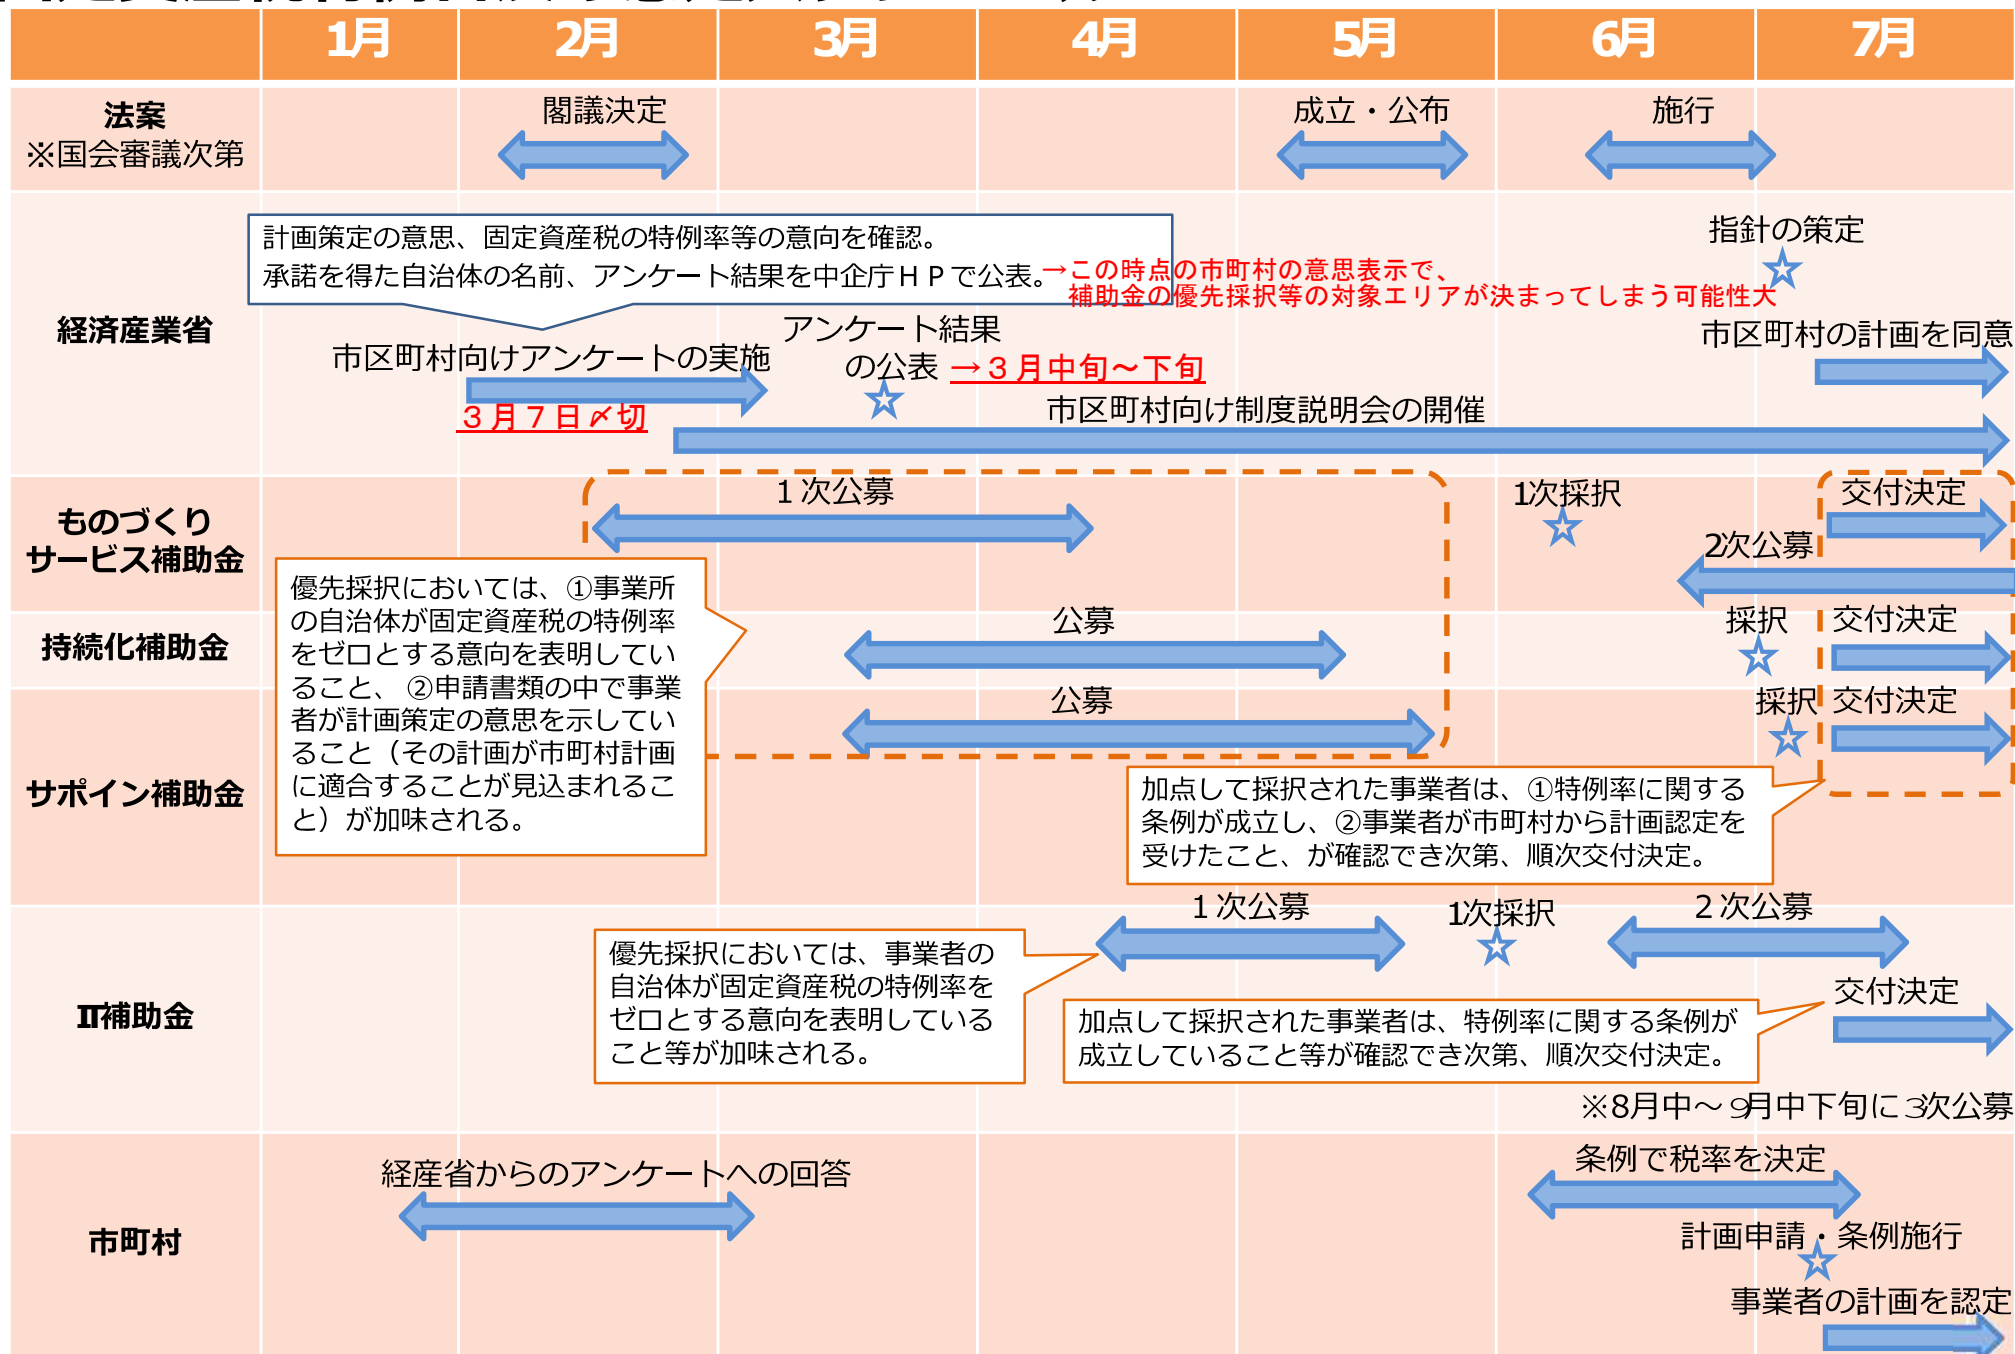 1月
2月
3月
4月
5月
6月
7月
法案
※国会審議次第
閣議決定
成立・公布
施行
経済産業省
計画策定の意思、固定資産税の特例率等の意向を確認。
承諾を得た自治体の名前、アンケート結果を中企庁ＨＰで公表。
→この時点の市町村の意思表示で、
補助金の優先採択等の対象エリアが決まってしまう可能性大
指針の策定
市区町村の計画を同意
市区町村向けアンケートの実施
３月７日〆切
アンケート結果
の公表
→３月中旬～下旬
市区町村向け制度説明会の開催
ものづくり
サービス補助金
１次公募
1次採択
交付決定
2次公募
優先採択においては、①事業所
の自治体が固定資産税の特例率
をゼロとする意向を表明してい
ること、②申請書類の中で事業
者が計画策定の意思を示してい
ること（その計画が市町村計画
に適合することが見込まれるこ
と）が加味される。
持続化補助金
公募
採択
交付決定
サポイン補助金
公募
採択
交付決定
加点して採択された事業者は、①特例率に関する
条例が成立し、②事業者が市町村から計画認定を
受けたこと、が確認でき次第、順次交付決定。
IT補助金
１次公募
1次採択
２次公募
優先採択においては、事業者の
自治体が固定資産税の特例率を
ゼロとする意向を表明している
こと等が加味される。
交付決定
加点して採択された事業者は、特例率に関する条例が
成立していること等が確認でき次第、順次交付決定。
※8月中～9月中下旬に3次公募
市町村
経産省からのアンケートへの回答
条例で税率を決定
計画申請・条例施行
事業者の計画を認定